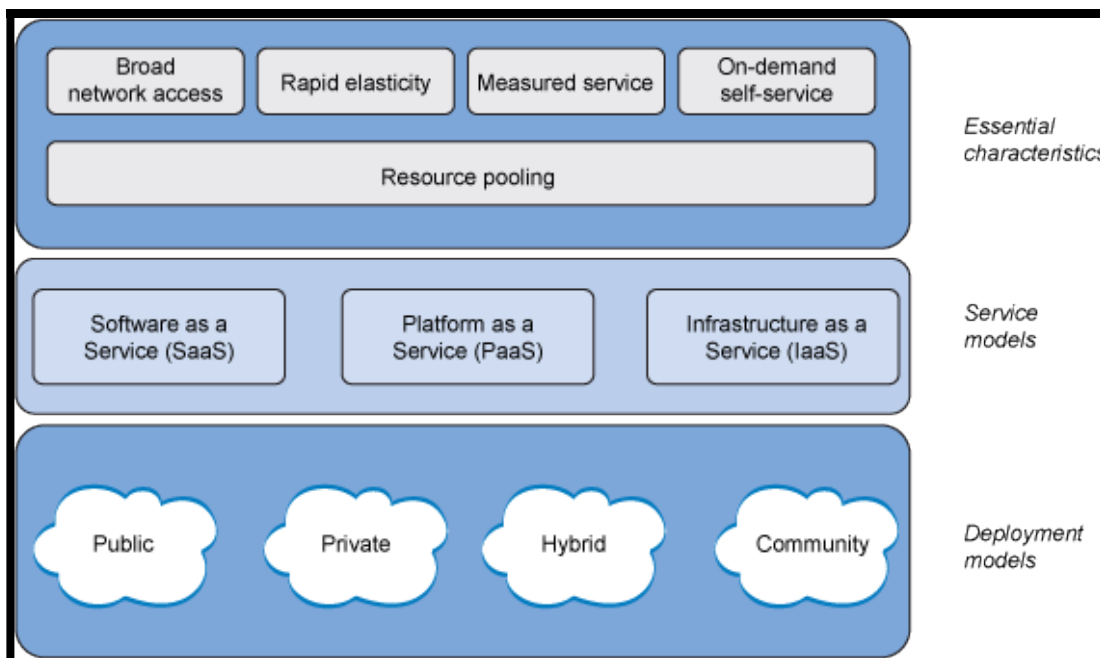 Broad
network access
Rapid elasticity
Measured service
On-demand
self-service
Resource pooling
Essential
characteristics
Software as a
Service (SaaS)
Platform as a
Service (PaaS)
Infrastructure as a
Service (IaaS)
Service
models
Public
Private
Hybrid
Community
Deployment
models